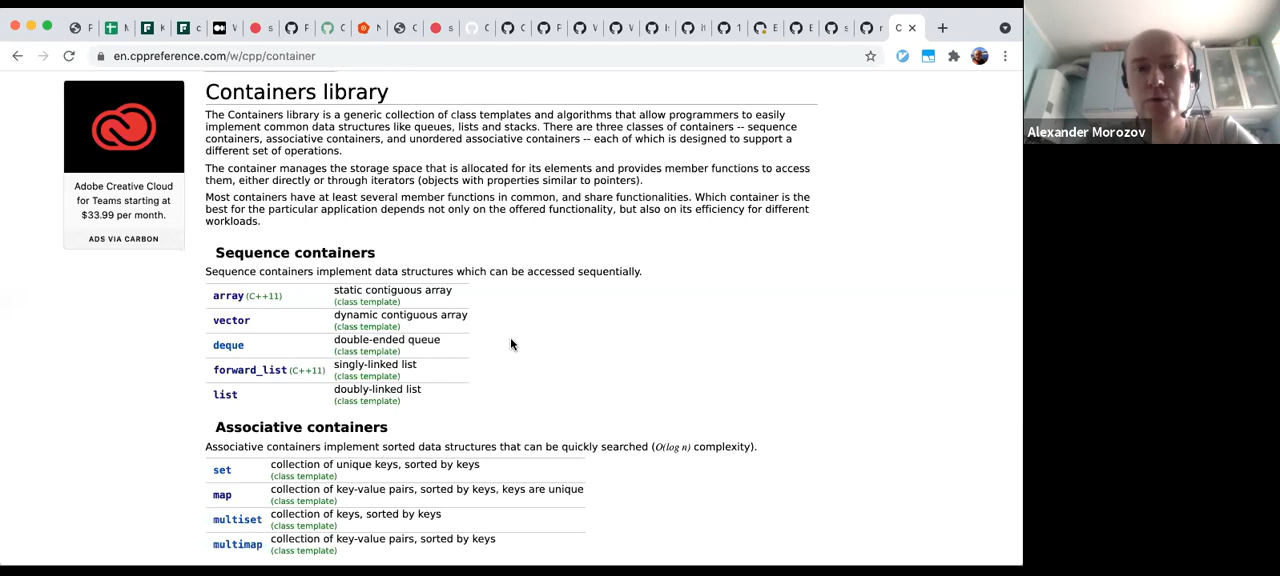 en.cppreference.com/w/cpp/container
Containers library
The Containers library is a generic collection of class templates and algorithms that allow programmers to easily
implement common data structures like queues, lists and stacks. There are three classes of containers -- sequence
containers, associative containers, and unordered associative containers -- each of which is designed to support a
different set of operations.
The container manages the storage space that is allocated for its elements and provides member functions to access
them, either directly or through iterators (objects with properties similar to pointers).
Most containers have at least several member functions in common, and share functionalities. Which container is the
best for the particular application depends not only on the offered functionality, but also on its efficiency for different
workloads.
Adobe Creative Cloud
for Teams starting at
$33.99 per month.
ADS VIA CARBON
Sequence containers
Sequence containers implement data structures which can be accessed sequentially.
array (C++11) static contiguous array
(class template)
vector dynamic contiguous array
(class template)
deque double-ended queue
(class template)
forward_list (C++11) singly-linked list
(class template)
list doubly-linked list
(class template)
Associative containers
Associative containers implement sorted data structures that can be quickly searched (O(log n) complexity).
set collection of unique keys, sorted by keys
(class template)
map collection of key-value pairs, sorted by keys, keys are unique
(class template)
multiset collection of keys, sorted by keys
(class template)
multimap collection of key-value pairs, sorted by keys
(class template)
Alexander Morozov